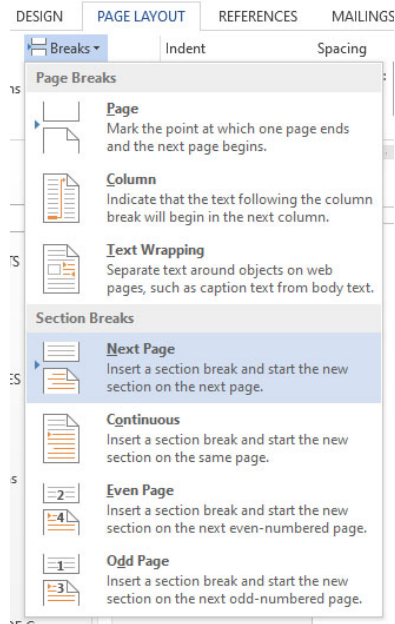 DESIGN PAGE LAYOUT REFERENCES MAILINGS
Breaks Indent Spacing
Page Breaks
Page
Mark the point at which one page ends
and the next page begins.
Column
Indicate that the text following the column
break will begin in the next column.
Text Wrapping
Separate text around objects on web
pages, such as caption text from body text.
Section Breaks
Next Page
Insert a section break and start the new
section on the next page.
Continuous
Insert a section break and start the new
section on the same page.
Even Page
2
Insert a section break and start the new
4
section on the next even-numbered page.
Odd Page
1
Insert a section break and start the new
3
section on the next odd-numbered page.